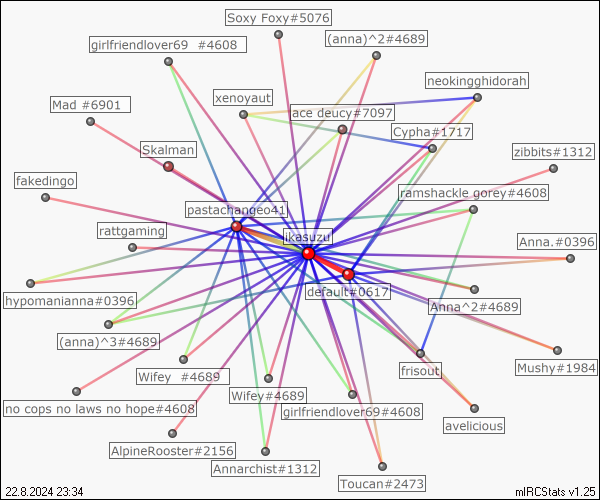 Soxy Foxy#5076
girlfriendlover69 #4608
(anna)^2#4689
neokingghidorah
xenoyaut
Mad #6901
ace deucy#7097
Cypha#1717
Skalman
zibbits#1312
fakedingo
ramshackle gorey#4608
pastachangeo41
rattgaming
ikasuzu
Anna.#0396
default#0617
hypomanianna#0396
Anna^2#4689
(anna)^3#4689
frisout
Mushy#1984
Wifey #4689
Wifey#4689
no cops no laws no hope#4608
girlfriendlover69#4608
avelicious
AlpineRooster#2156
Annarchist#1312
Toucan#2473
22.8.2024 23:34
mIRCStats v1.25